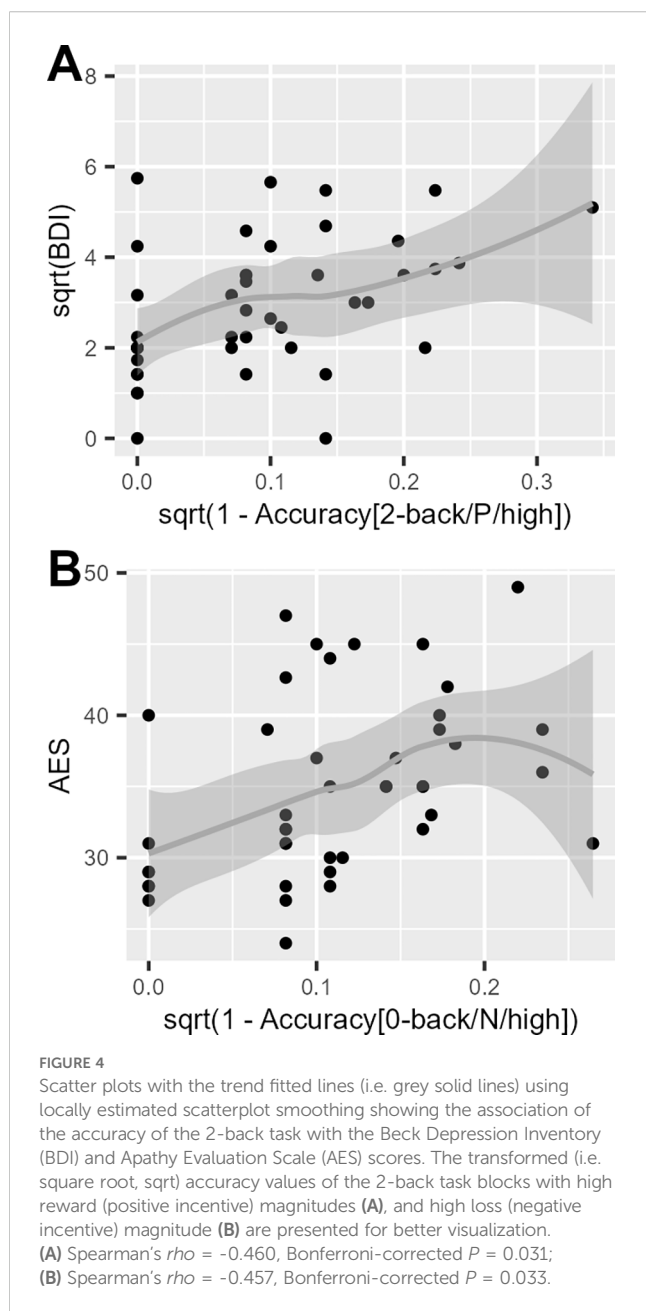 A
8
6
4
2
0
sqrt(BDI)
0.0 0.1 0.2 0.3
sqrt(1 - Accuracy[2-back/P/high])
B
50
40
30
AES
0.0 0.1 0.2
sqrt(1 - Accuracy[0-back/N/high])
FIGURE 4
Scatter plots with the trend fitted lines (i.e. grey solid lines) using
locally estimated scatterplot smoothing showing the association of
the accuracy of the 2-back task with the Beck Depression Inventory
(BDI) and Apathy Evaluation Scale (AES) scores. The transformed (i.e.
square root, sqrt) accuracy values of the 2-back task blocks with high
reward (positive incentive) magnitudes (A), and high loss (negative
incentive) magnitude (B) are presented for better visualization.
(A) Spearman's rho = -0.460, Bonferroni-corrected P = 0.031;
(B) Spearman's rho = -0.457, Bonferroni-corrected P = 0.033.